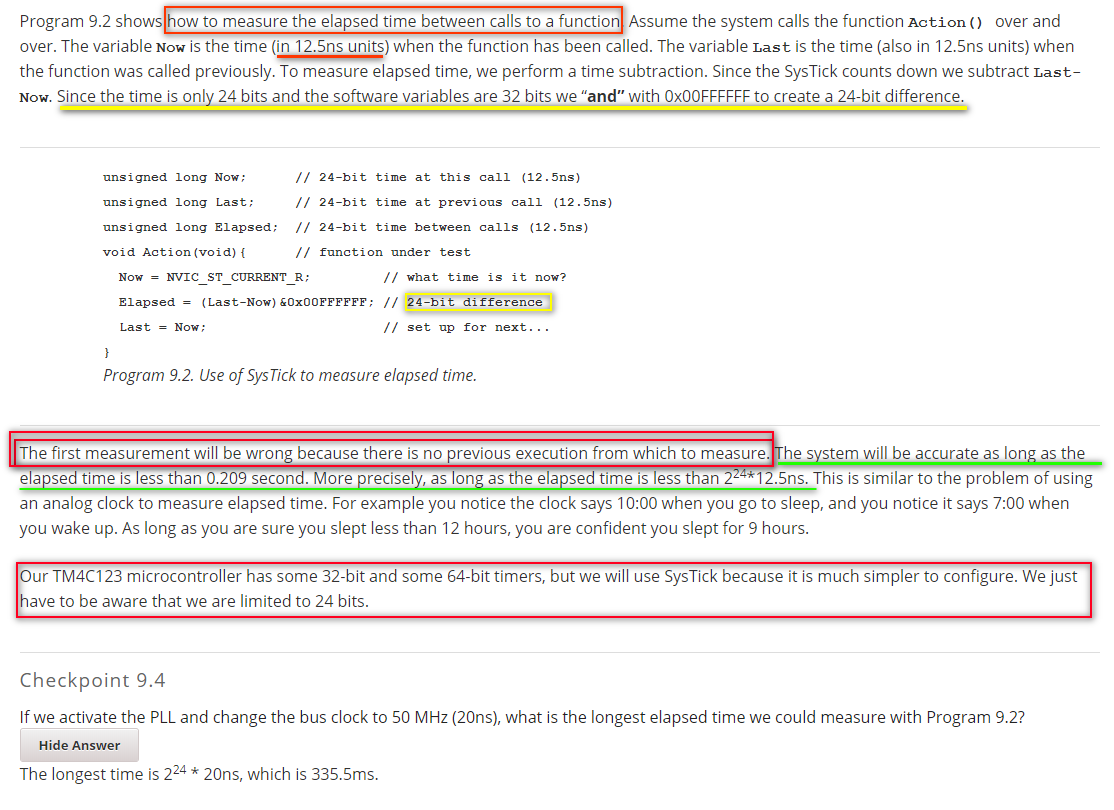 Program 9.2 shows how to measure the elapsed time between calls to a function. Assume the system calls the function Action() over and
over. The variable Now is the time (in 12.5ns units) when the function has been called. The variable Last is the time (also in 12.5ns units) when
the function was called previously. To measure elapsed time, we perform a time subtraction. Since the SysTick counts down we subtract Last-
Now. Since the time is only 24 bits and the software variables are 32 bits we “and” with 0x00FFFFFF to create a 24-bit difference.
unsigned long Now;      // 24-bit time at this call (12.5ns)
unsigned long Last;     // 24-bit time at previous call (12.5ns)
unsigned long Elapsed;  // 24-bit time between calls (12.5ns)
void Action(void){      // function under test
  Now = NVIC_ST_CURRENT_R;         // what time is it now?
  Elapsed = (Last-Now)&0x00FFFFFF; // 24-bit difference
  Last = Now;                      // set up for next...
}
Program 9.2. Use of SysTick to measure elapsed time.
The first measurement will be wrong because there is no previous execution from which to measure. The system will be accurate as long as the
elapsed time is less than 0.209 second. More precisely, as long as the elapsed time is less than 2²⁴*12.5ns. This is similar to the problem of using
an analog clock to measure elapsed time. For example you notice the clock says 10:00 when you go to sleep, and you notice it says 7:00 when
you wake up. As long as you are sure you slept less than 12 hours, you are confident you slept for 9 hours.
Our TM4C123 microcontroller has some 32-bit and some 64-bit timers, but we will use SysTick because it is much simpler to configure. We just
have to be aware that we are limited to 24 bits.
Checkpoint 9.4
If we activate the PLL and change the bus clock to 50 MHz (20ns), what is the longest elapsed time we could measure with Program 9.2?
Hide Answer
The longest time is 2²⁴ * 20ns, which is 335.5ms.